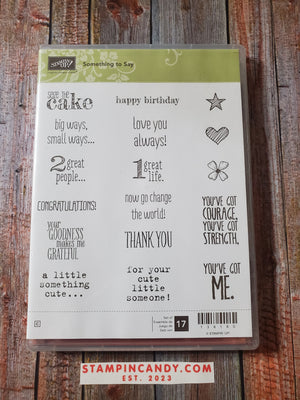 STAMPIN' UP!
Something to Say
save the
cake
happy birthday
big ways,
small ways...
love you
always!
2 great
people...
1 great
life.
CONGRATULATIONS!
now go change
the world!
YOU'VE GOT
COURAGE,
YOU'VE GOT
STRENGTH.
your
GOODNESS
makes me
GRATEFUL
THANK YOU
a little
something
cute...
for your
cute
little
someone!
YOU'VE GOT
ME.
17
© STAMPIN' UP!
STAMPINCANDY.COM
EST. 2023